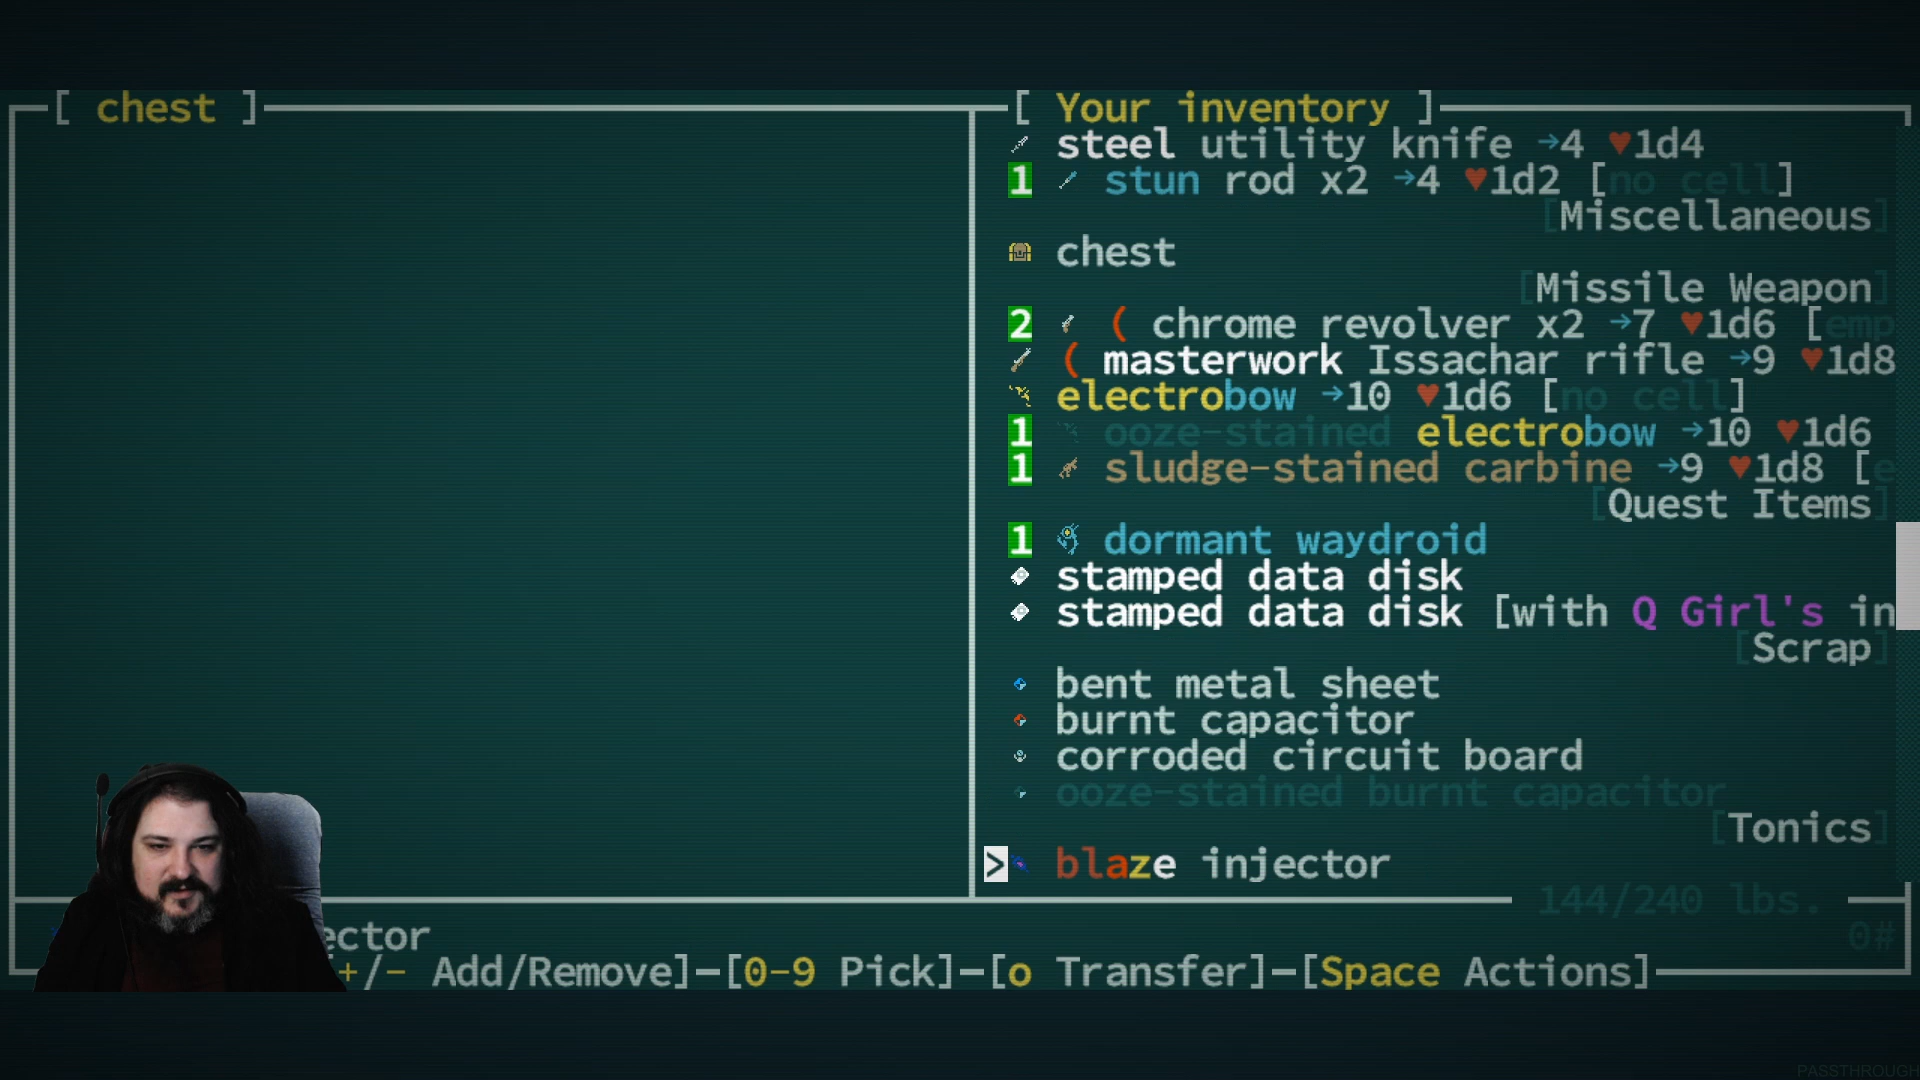 [ chest ]
[ Your inventory ]
steel utility knife →4 ♥1d4
1 stun rod x2 →4 ♥1d2 [no cell]
[Miscellaneous]
chest
[Missile Weapon]
2 ( chrome revolver x2 →7 ♥1d6 [emp
( masterwork Issachar rifle →9 ♥1d8
electrobow →10 ♥1d6 [no cell]
1 ooze-stained electrobow →10 ♥1d6
1 sludge-stained carbine →9 ♥1d8 [e
[Quest Items]
1 dormant waydroid
stamped data disk
stamped data disk [with Q Girl's in
[Scrap]
bent metal sheet
burnt capacitor
corroded circuit board
ooze-stained burnt capacitor
[Tonics]
> blaze injector
144/240 lbs.
ector
0#
+/- Add/Remove]-[0-9 Pick]-[o Transfer]-[Space Actions]
PASSTHROUGH